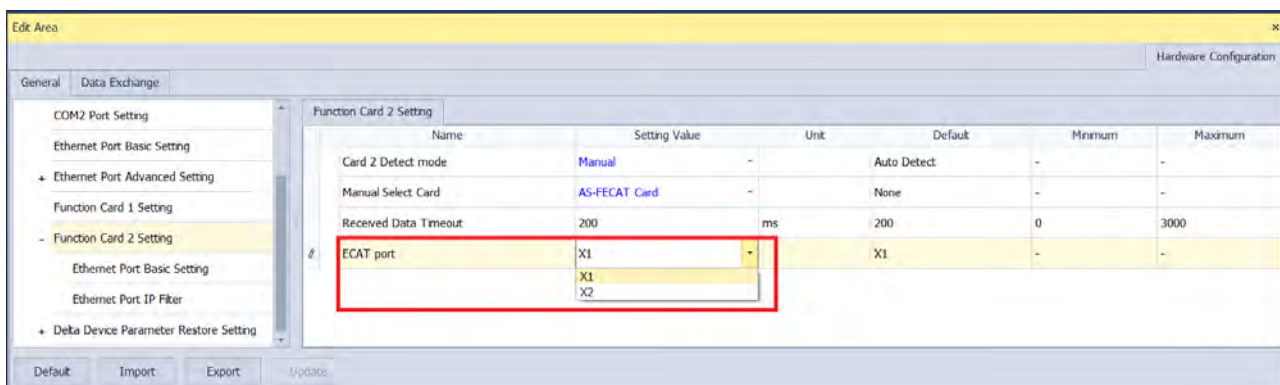 Edit Area
Hardware Configuration
General Data Exchange
COM2 Port Setting
Ethernet Port Basic Setting
+ Ethernet Port Advanced Setting
Function Card 1 Setting
- Function Card 2 Setting
Ethernet Port Basic Setting
Ethernet Port IP Filter
+ Delta Device Parameter Restore Setting
Function Card 2 Setting
Name Setting Value Unit Default Minimum Maximum
Card 2 Detect mode Manual Auto Detect - -
Manual Select Card AS-FECAT Card None - -
Received Data Timeout 200 ms 200 0 3000
ECAT port X1 X1 - -
X1
X2
Default Import Export Update